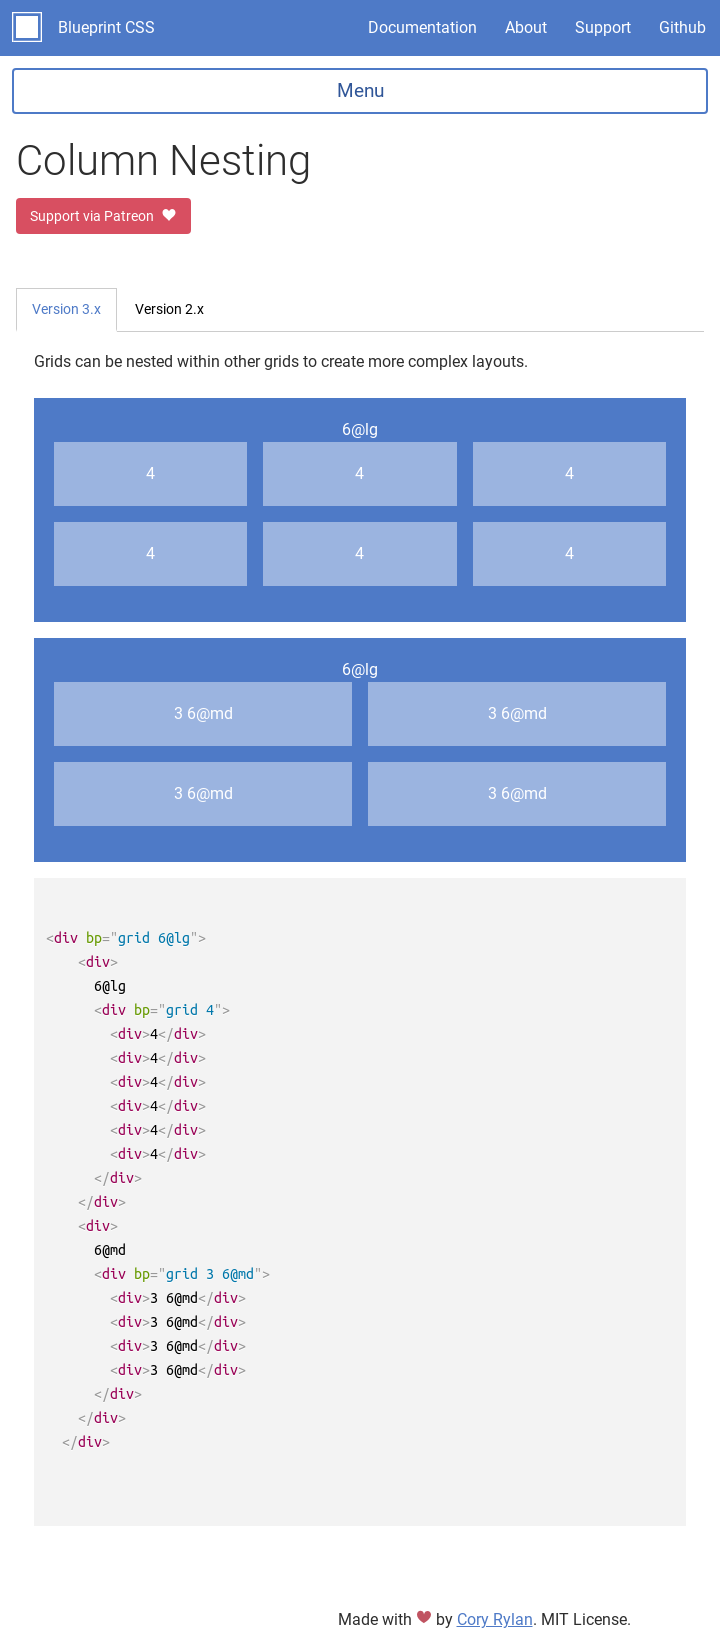 Blueprint CSS Documentation About Support Github
Menu
Column Nesting
Support via Patreon
Version 3.x Version 2.x
Grids can be nested within other grids to create more complex layouts.
6@lg
4 4 4
4 4 4
6@lg
3 6@md 3 6@md
3 6@md 3 6@md
<div bp="grid 6@lg">
    <div>
      6@lg
      <div bp="grid 4">
        <div>4</div>
        <div>4</div>
        <div>4</div>
        <div>4</div>
        <div>4</div>
        <div>4</div>
      </div>
    </div>
    <div>
      6@md
      <div bp="grid 3 6@md">
        <div>3 6@md</div>
        <div>3 6@md</div>
        <div>3 6@md</div>
        <div>3 6@md</div>
      </div>
    </div>
  </div>
Made with ♥ by Cory Rylan. MIT License.